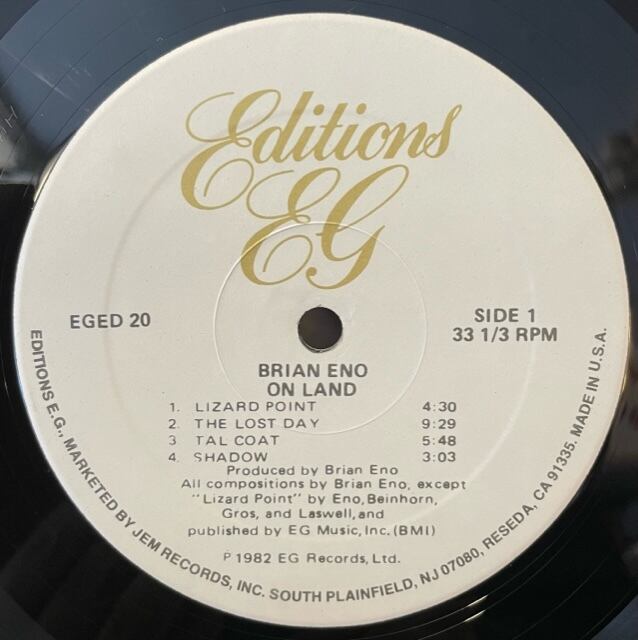 Editions
EG
EGED 20
SIDE 1
33 1/3 RPM
BRIAN ENO
ON LAND
1. LIZARD POINT 4:30
2. THE LOST DAY 9:29
3 TAL COAT 5:48
4. SHADOW 3:03
Produced by Brian Eno
All compositions by Brian Eno, except
"Lizard Point" by Eno, Beinhorn,
Gros, and Laswell, and
published by EG Music, Inc. (BMI)
℗ 1982 EG Records, Ltd.
EDITIONS E.G., MARKETED BY JEM RECORDS, INC. SOUTH PLAINFIELD, NJ 07080, RESEDA, CA 91335. MADE IN U.S.A.